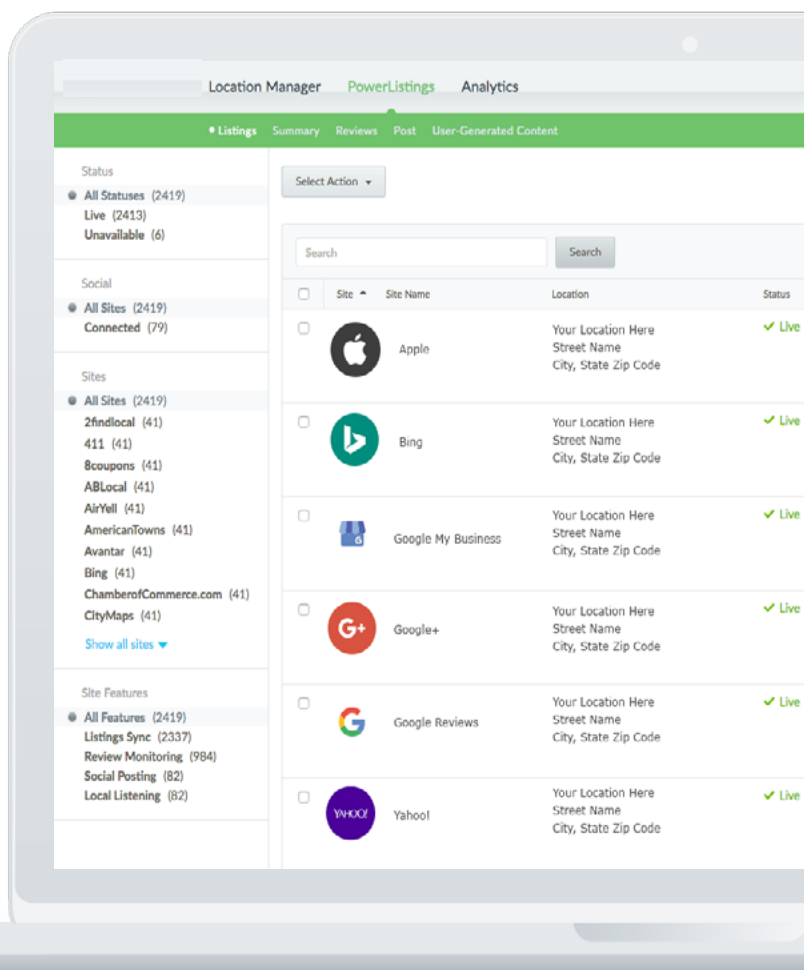 Location Manager PowerListings Analytics
Listings Summary Reviews Post User-Generated Content
Status
All Statuses (2419)
Live (2413)
Unavailable (6)
Social
All Sites (2419)
Connected (79)
Sites
All Sites (2419)
2findlocal (41)
411 (41)
8coupons (41)
ABLocal (41)
AirYell (41)
AmericanTowns (41)
Avantar (41)
Bing (41)
ChamberofCommerce.com (41)
CityMaps (41)
Show all sites
Site Features
All Features (2419)
Listings Sync (2337)
Review Monitoring (984)
Social Posting (82)
Local Listening (82)
Select Action
Search Search
Site Site Name Location Status
Apple
Your Location Here
Street Name
City, State Zip Code
Live
Bing
Your Location Here
Street Name
City, State Zip Code
Live
G
Google My Business
Your Location Here
Street Name
City, State Zip Code
Live
G+
Google+
Your Location Here
Street Name
City, State Zip Code
Live
G
Google Reviews
Your Location Here
Street Name
City, State Zip Code
Live
YAHOO!
Yahoo!
Your Location Here
Street Name
City, State Zip Code
Live